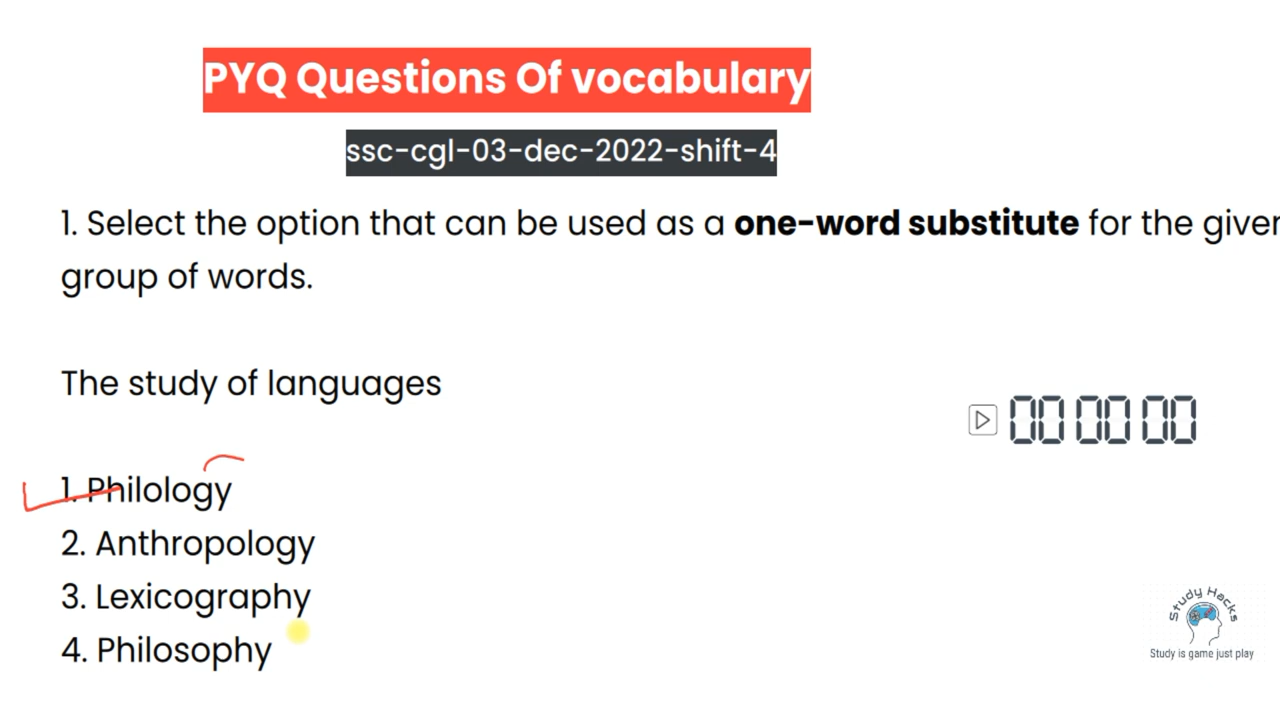 PYQ Questions Of vocabulary
ssc-cgl-03-dec-2022-shift-4
1. Select the option that can be used as a one-word substitute for the given
group of words.
The study of languages
00 00 00
1. Philology
2. Anthropology
3. Lexicography
4. Philosophy
Study Hacks
Study is game just play